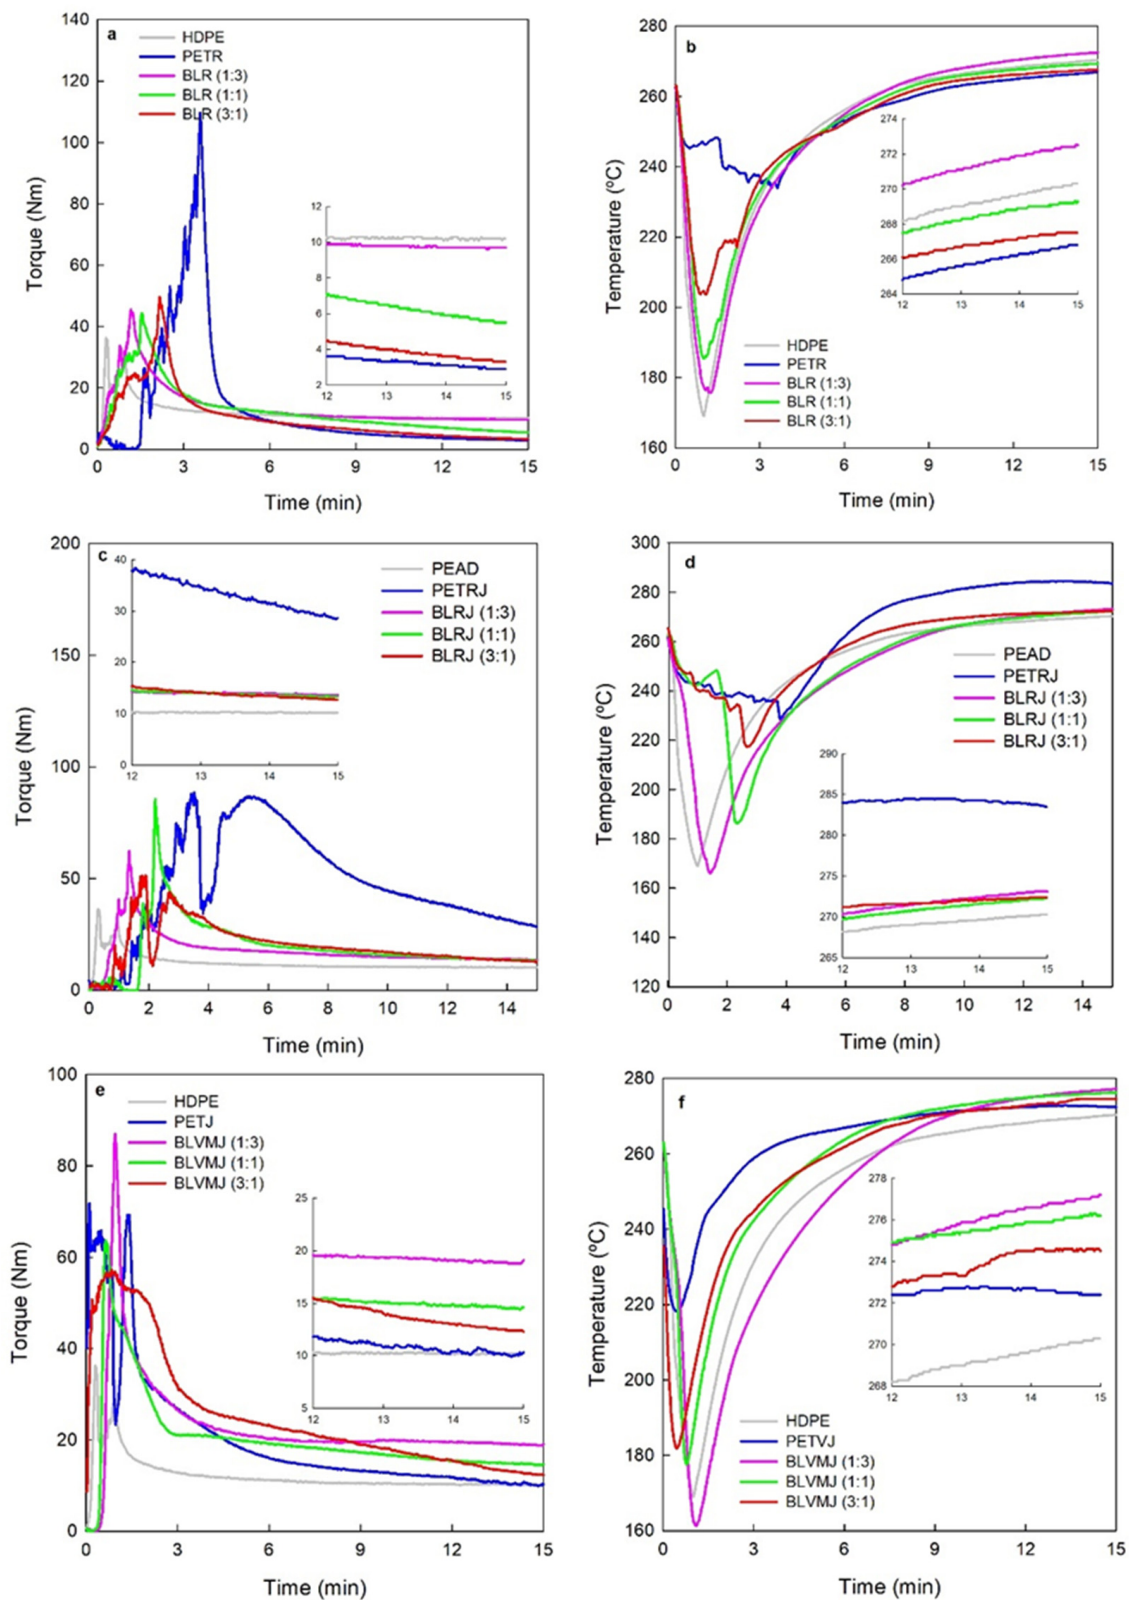 a
HDPE
PETR
BLR (1:3)
BLR (1:1)
BLR (3:1)
140
120
100
80
60
40
20
0
Torque (Nm)
12
10
8
6
4
2
12 13 14 15
0 3 6 9 12 15
Time (min)
b
280
260
240
220
200
180
160
Temperature (ºC)
274
272
270
268
266
264
12 13 14 15
HDPE
PETR
BLR (1:3)
BLR (1:1)
BLR (3:1)
0 3 6 9 12 15
Time (min)
c
200
150
100
50
0
Torque (Nm)
40
30
20
10
0
12 13 14 15
PEAD
PETRJ
BLRJ (1:3)
BLRJ (1:1)
BLRJ (3:1)
0 2 4 6 8 10 12 14
Time (min)
d
300
280
260
240
220
200
180
160
140
120
Temperature (ºC)
PEAD
PETRJ
BLRJ (1:3)
BLRJ (1:1)
BLRJ (3:1)
290
285
280
275
270
265
12 13 14 15
0 2 4 6 8 10 12 14
Time (min)
e
HDPE
PETJ
BLVMJ (1:3)
BLVMJ (1:1)
BLVMJ (3:1)
100
80
60
40
20
0
Torque (Nm)
25
20
15
10
5
12 13 14 15
0 3 6 9 12 15
Time (min)
f
280
260
240
220
200
180
160
Temperature (ºC)
278
276
274
272
270
268
12 13 14 15
HDPE
PETVJ
BLVMJ (1:3)
BLVMJ (1:1)
BLVMJ (3:1)
0 3 6 9 12 15
Time (min)